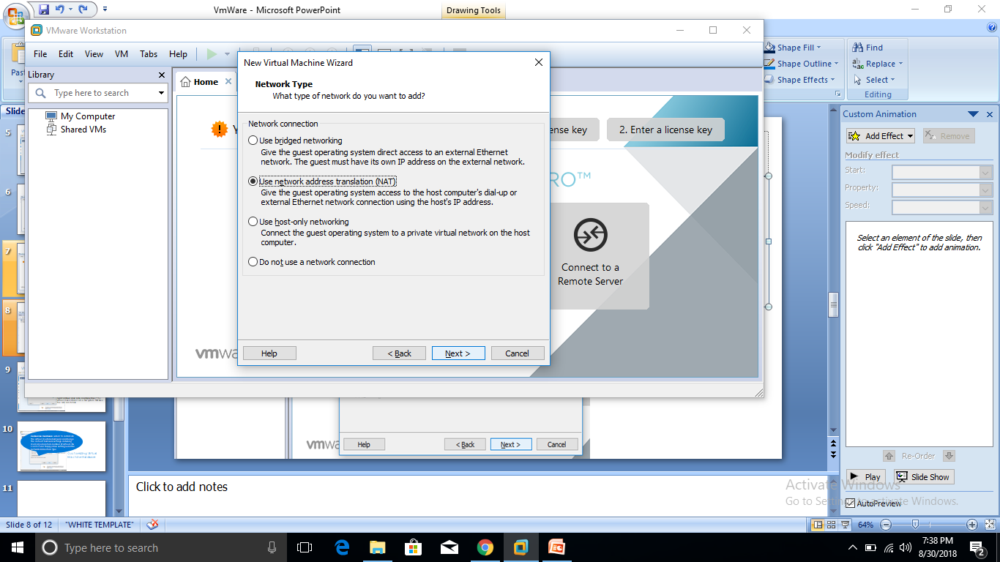 VmWare - Microsoft PowerPoint
Drawing Tools
VMware Workstation
File Edit View VM Tabs Help
Shape Fill
Shape Outline
Shape Effects
Find
Replace
Select
Editing
Library
Type here to search
My Computer
Shared VMs
Home
New Virtual Machine Wizard
Network Type
What type of network do you want to add?
Network connection
Use bridged networking
Give the guest operating system direct access to an external Ethernet
network. The guest must have its own IP address on the external network.
Use network address translation (NAT)
Give the guest operating system access to the host computer's dial-up or
external Ethernet network connection using the host's IP address.
Use host-only networking
Connect the guest operating system to a private virtual network on the host
computer.
Do not use a network connection
Help
< Back
Next >
Cancel
ense key
2. Enter a license key
RO™
Connect to a
Remote Server
vmwa
Past
Slide
5
6
7
8
9
10
11
Custom Animation
Add Effect
Remove
Modify effect
Start:
Property:
Speed:
Select an element of the slide, then
click "Add Effect" to add animation.
Re-Order
Play
Slide Show
AutoPreview
Activate Windows
Go to Settings to activate Windows.
vmwa
Help
< Back
Next >
Cancel
Click to add notes
Slide 8 of 12
"WHITE TEMPLATE"
64%
Type here to search
7:38 PM
8/30/2018
2